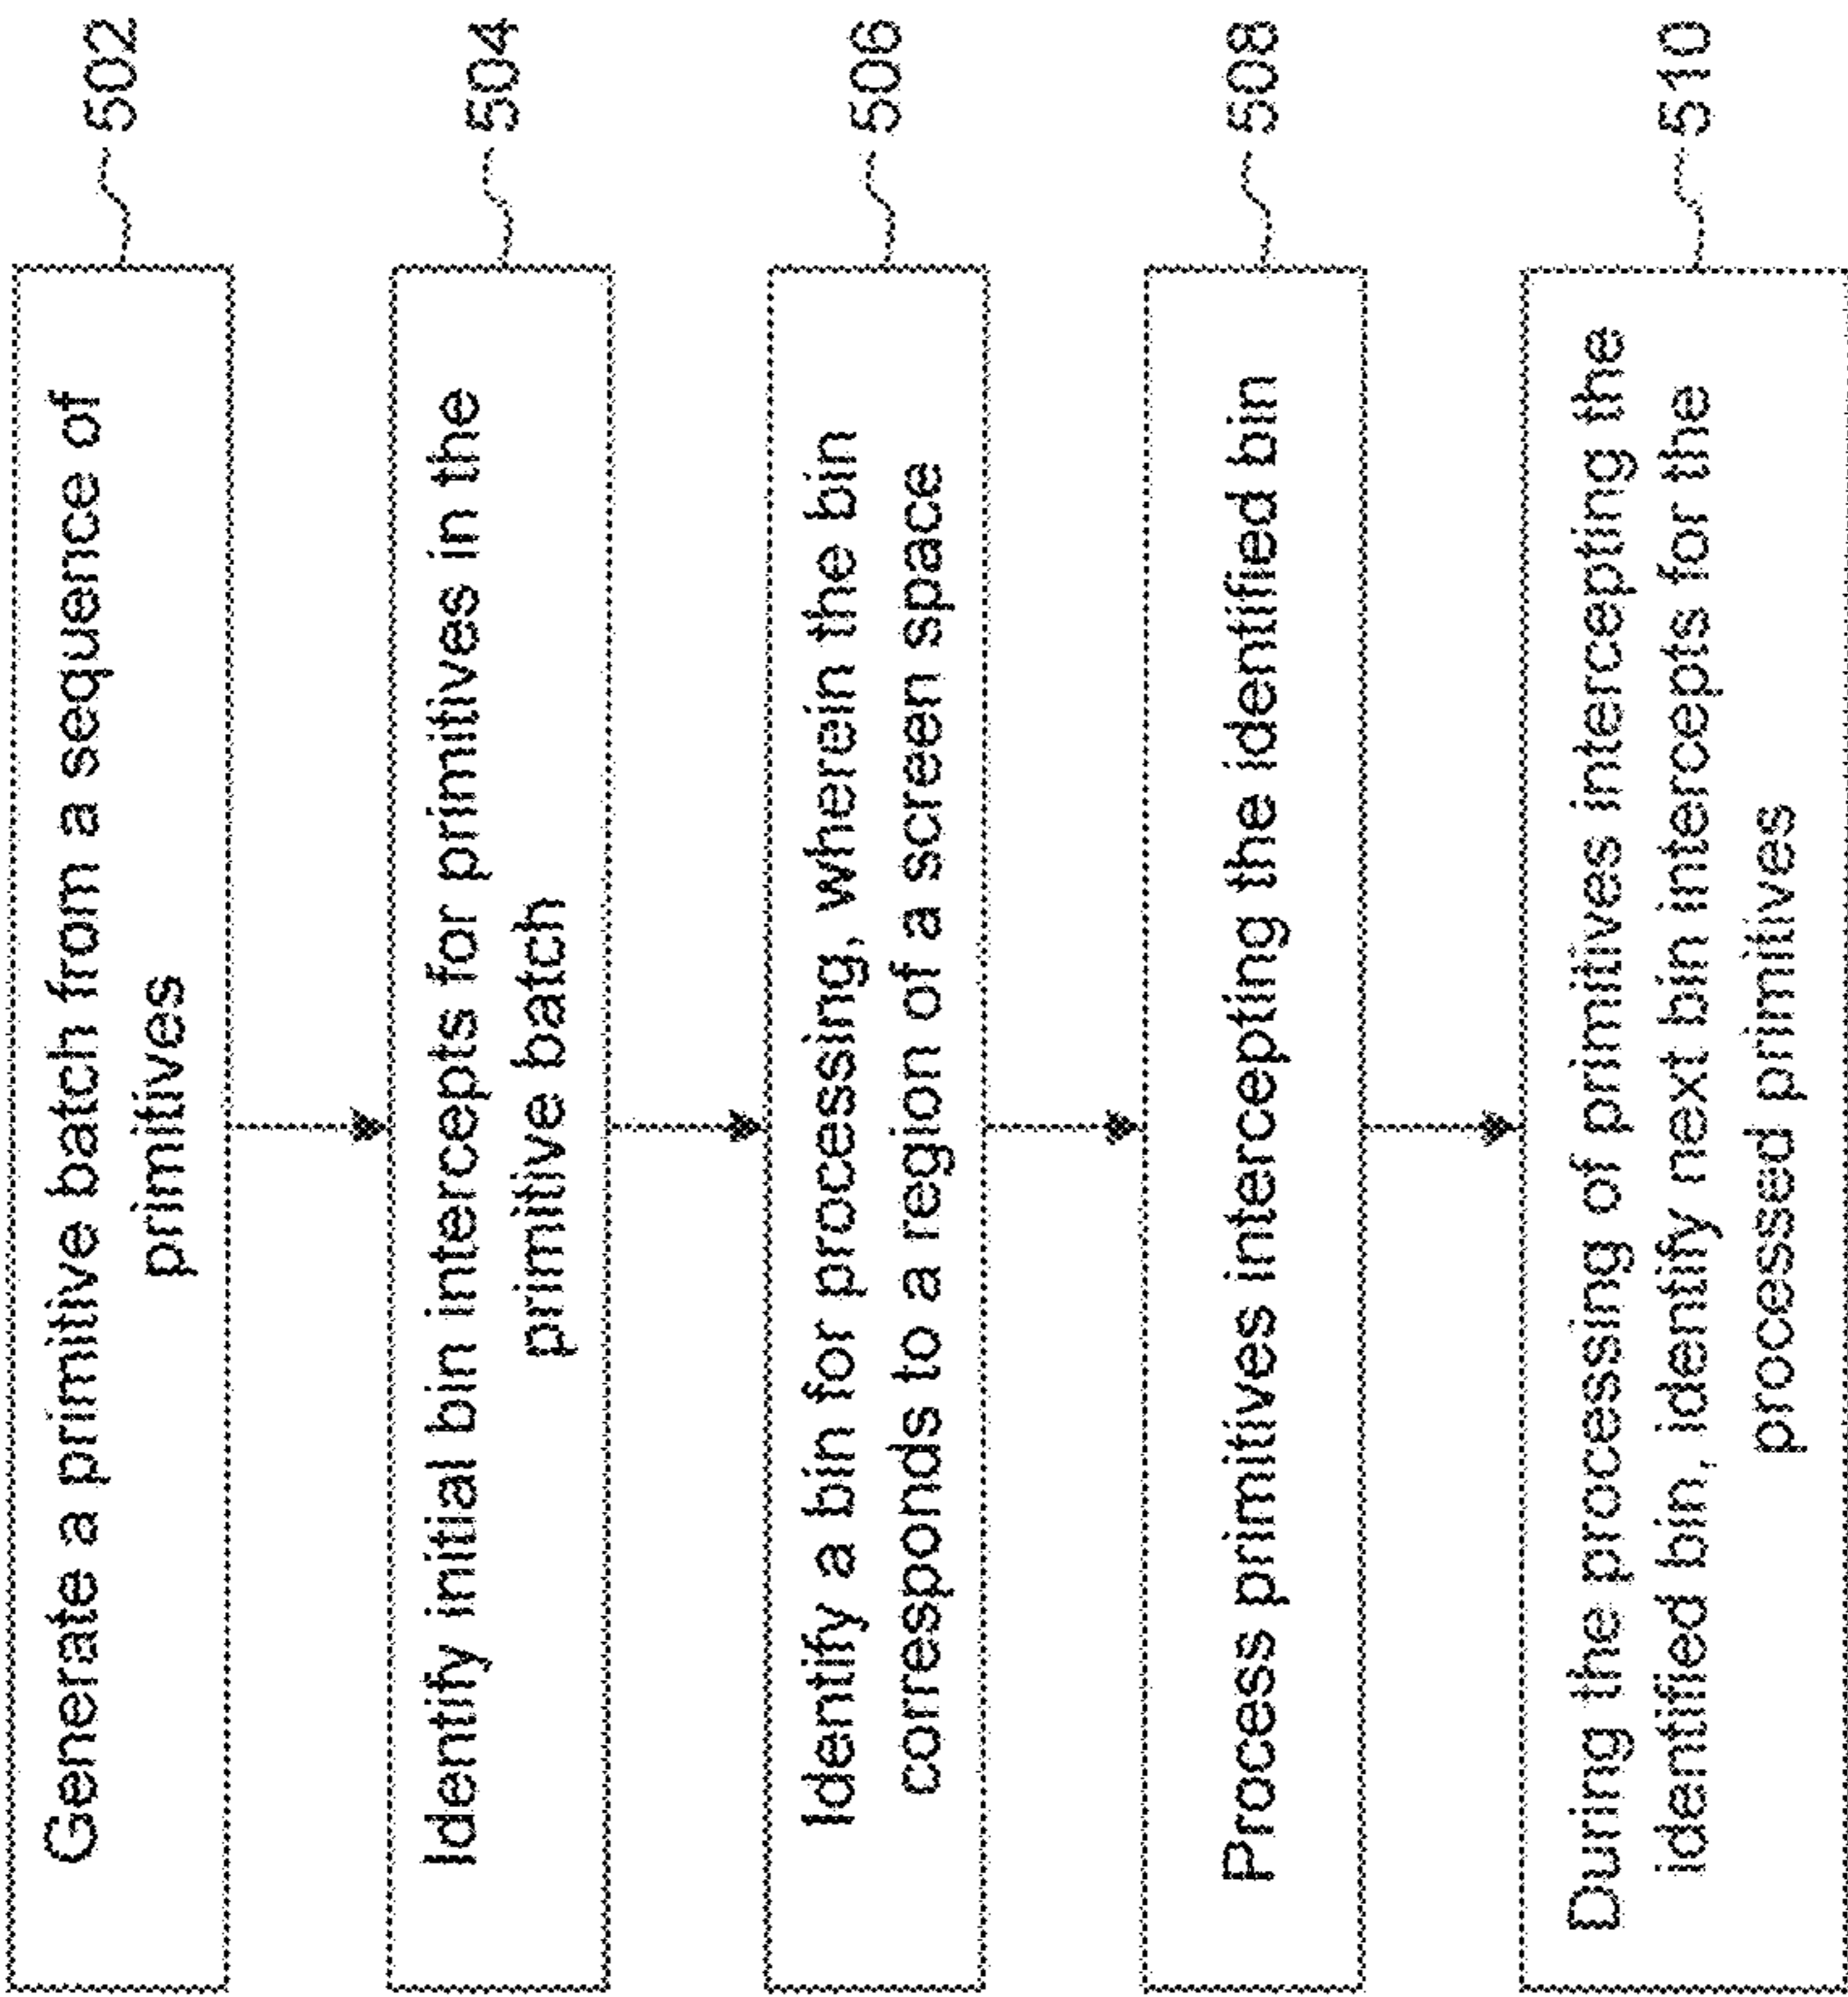 Generate a primitive batch from a sequence of
primitives
502
Identify initial bin intercepts for primitives in the
primitive batch
504
Identify a bin for processing, wherein the bin
corresponds to a region of a screen space
506
Process primitives intercepting the identified bin
508
During the processing of primitives intercepting the
identified bin, identify next bin intercepts for the
processed primitives
510